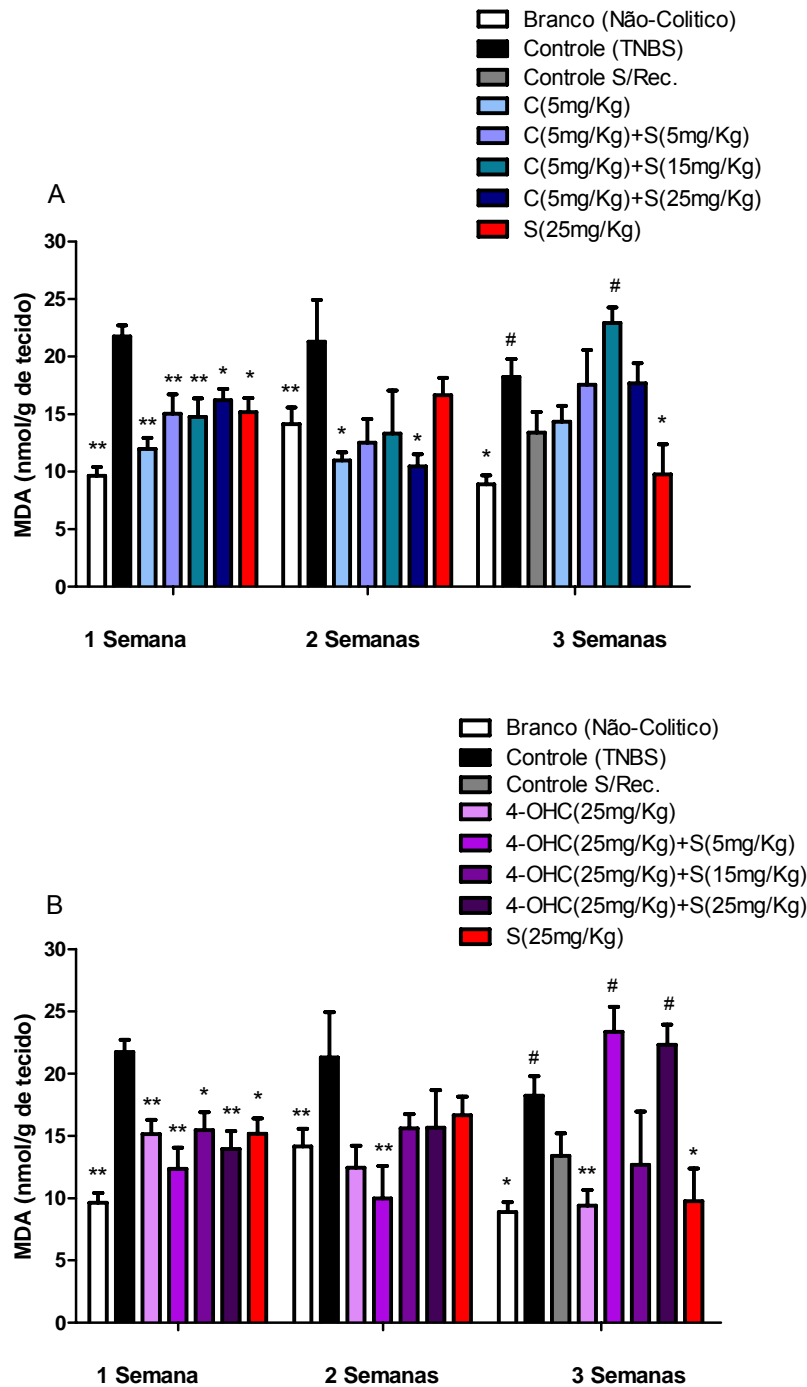 Branco (Não-Colitico)
Controle (TNBS)
Controle S/Rec.
C(5mg/Kg)
C(5mg/Kg)+S(5mg/Kg)
C(5mg/Kg)+S(15mg/Kg)
C(5mg/Kg)+S(25mg/Kg)
S(25mg/Kg)
A
MDA (nmol/g de tecido)
30
25
20
15
10
5
0
** ** ** ** * *
** * *
* # # *
1 Semana 2 Semanas 3 Semanas
Branco (Não-Colitico)
Controle (TNBS)
Controle S/Rec.
4-OHC(25mg/Kg)
4-OHC(25mg/Kg)+S(5mg/Kg)
4-OHC(25mg/Kg)+S(15mg/Kg)
4-OHC(25mg/Kg)+S(25mg/Kg)
S(25mg/Kg)
B
MDA (nmol/g de tecido)
30
25
20
15
10
5
0
** ** ** * ** *
** **
* # ** # # *
1 Semana 2 Semanas 3 Semanas